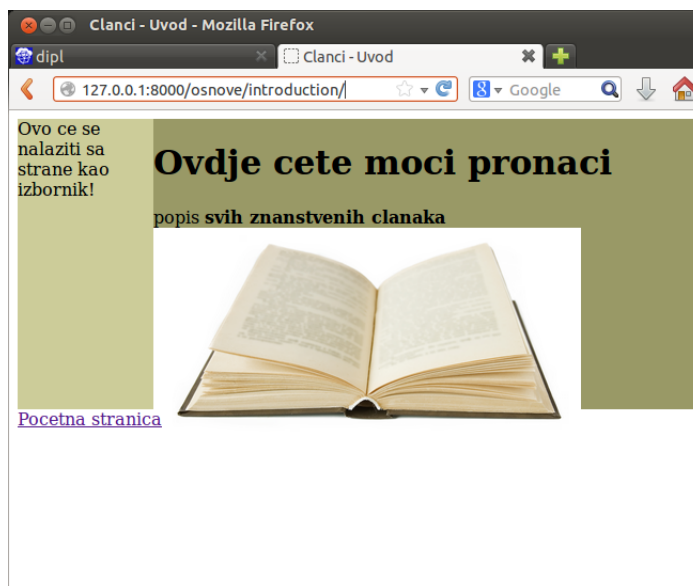 Clanci - Uvod - Mozilla Firefox
dipl
Clanci - Uvod
127.0.0.1:8000/osnove/introduction/
Google
Ovo ce se
nalaziti sa
strane kao
izbornik!
Ovdje cete moci pronaci
popis svih znanstvenih clanaka
Pocetna stranica